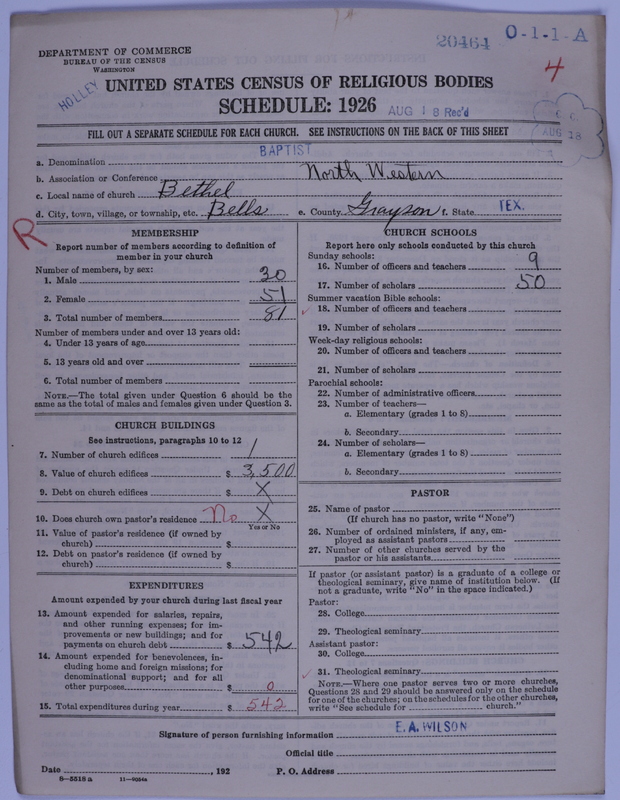 20464 O-1-1-A
4
DEPARTMENT OF COMMERCE
BUREAU OF THE CENSUS
WASHINGTON
HOLLEY
UNITED STATES CENSUS OF RELIGIOUS BODIES
SCHEDULE: 1926
AUG 18 Rec'd
AUG 18
FILL OUT A SEPARATE SCHEDULE FOR EACH CHURCH. SEE INSTRUCTIONS ON THE BACK OF THIS SHEET
a. Denomination BAPTIST
b. Association or Conference North Western
c. Local name of church Bethel
d. City, town, village, or township, etc. Bells e. County Grayson f. State TEX.
R
MEMBERSHIP
Report number of members according to definition of
member in your church
Number of members, by sex:
1. Male 30
2. Female 51
3. Total number of members 81
Number of members under and over 13 years old:
4. Under 13 years of age
5. 13 years old and over
6. Total number of members
NOTE.—The total given under Question 6 should be the
same as the total of males and females given under Question 3.
CHURCH BUILDINGS
See instructions, paragraphs 10 to 12
7. Number of church edifices 1
8. Value of church edifices $ 3,500
9. Debt on church edifices $ X
10. Does church own pastor's residence No X
Yes or No
11. Value of pastor's residence (if owned by
church) $
12. Debt on pastor's residence (if owned by
church) $
EXPENDITURES
Amount expended by your church during last fiscal year
13. Amount expended for salaries, repairs,
and other running expenses; for im-
provements or new buildings; and for
payments on church debt $ 542
14. Amount expended for benevolences, in-
cluding home and foreign missions; for
denominational support; and for all
other purposes $ 0
15. Total expenditures during year $ 542
CHURCH SCHOOLS
Report here only schools conducted by this church
Sunday schools:
16. Number of officers and teachers 9
17. Number of scholars 50
Summer vacation Bible schools:
18. Number of officers and teachers
19. Number of scholars
Week-day religious schools:
20. Number of officers and teachers
21. Number of scholars
Parochial schools:
22. Number of administrative officers
23. Number of teachers—
a. Elementary (grades 1 to 8)
b. Secondary
24. Number of scholars—
a. Elementary (grades 1 to 8)
b. Secondary
PASTOR
25. Name of pastor
(If church has no pastor, write "None")
26. Number of ordained ministers, if any, em-
ployed as assistant pastors
27. Number of other churches served by the
pastor or his assistants
If pastor (or assistant pastor) is a graduate of a college or
theological seminary, give name of institution below. (If
not a graduate, write "No" in the space indicated.)
Pastor:
28. College
29. Theological seminary
Assistant pastor:
30. College
31. Theological seminary
NOTE.—Where one pastor serves two or more churches,
Questions 28 and 29 should be answered only on the schedule
for one of the churches; on the schedules for the other churches,
write "See schedule for church."
Signature of person furnishing information E.A. WILSON
Official title
Date , 192 P. O. Address
8-5518 a